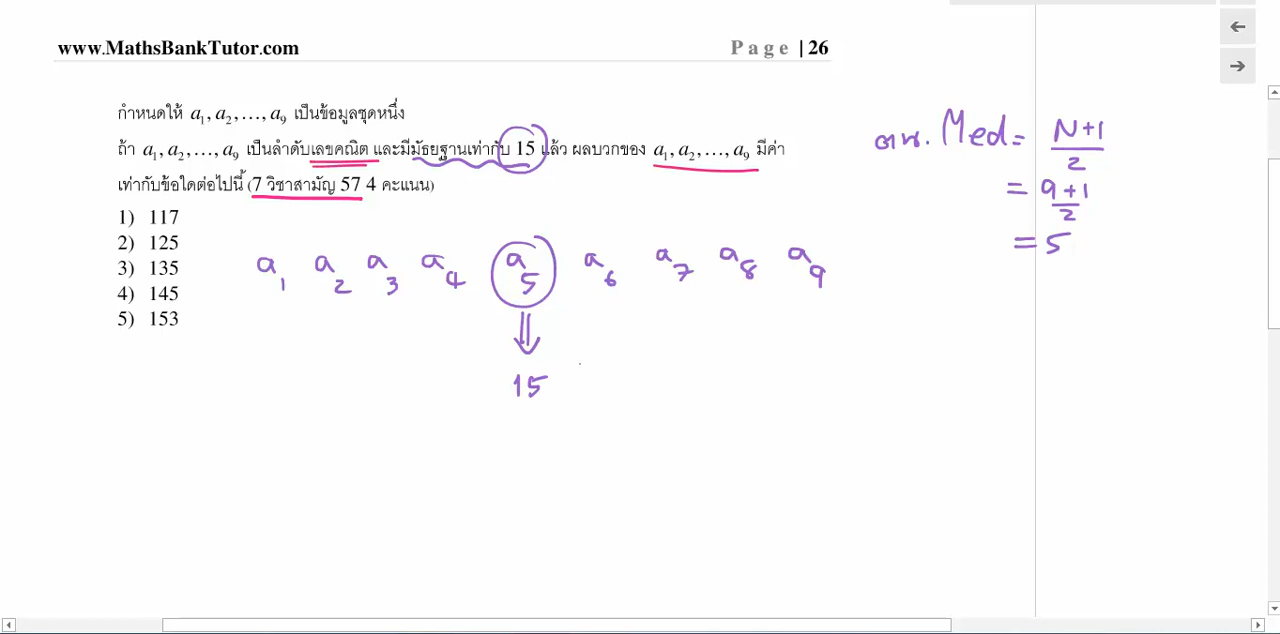 www.MathsBankTutor.com
Page | 26
กำหนดให้ a₁, a₂, ..., a₉ เป็นข้อมูลชุดหนึ่ง
ถ้า a₁, a₂, ..., a₉ เป็นลำดับเลขคณิต และมีมัธยฐานเท่ากับ 15 แล้ว ผลบวกของ a₁, a₂, ..., a₉ มีค่า
เท่ากับข้อใดต่อไปนี้ (7 วิชาสามัญ 57 4 คะแนน)
1) 117
2) 125
3) 135
4) 145
5) 153
a₁ a₂ a₃ a₄ a₅ a₆ a₇ a₈ a₉
15
ตน. Med = N+1/2
= 9+1/2
= 5